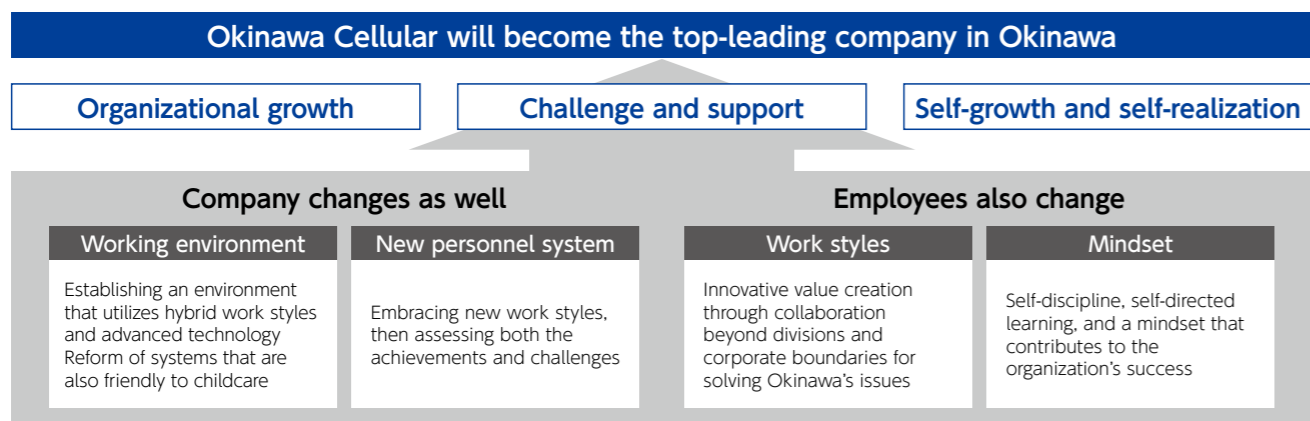 Okinawa Cellular will become the top-leading company in Okinawa
Organizational growth
Challenge and support
Self-growth and self-realization
Company changes as well
Employees also change
Working environment
Establishing an environment
that utilizes hybrid work styles
and advanced technology
Reform of systems that are
also friendly to childcare
New personnel system
Embracing new work styles,
then assessing both the
achievements and challenges
Work styles
Innovative value creation
through collaboration
beyond divisions and
corporate boundaries for
solving Okinawa's issues
Mindset
Self-discipline, self-directed
learning, and a mindset that
contributes to the
organization's success